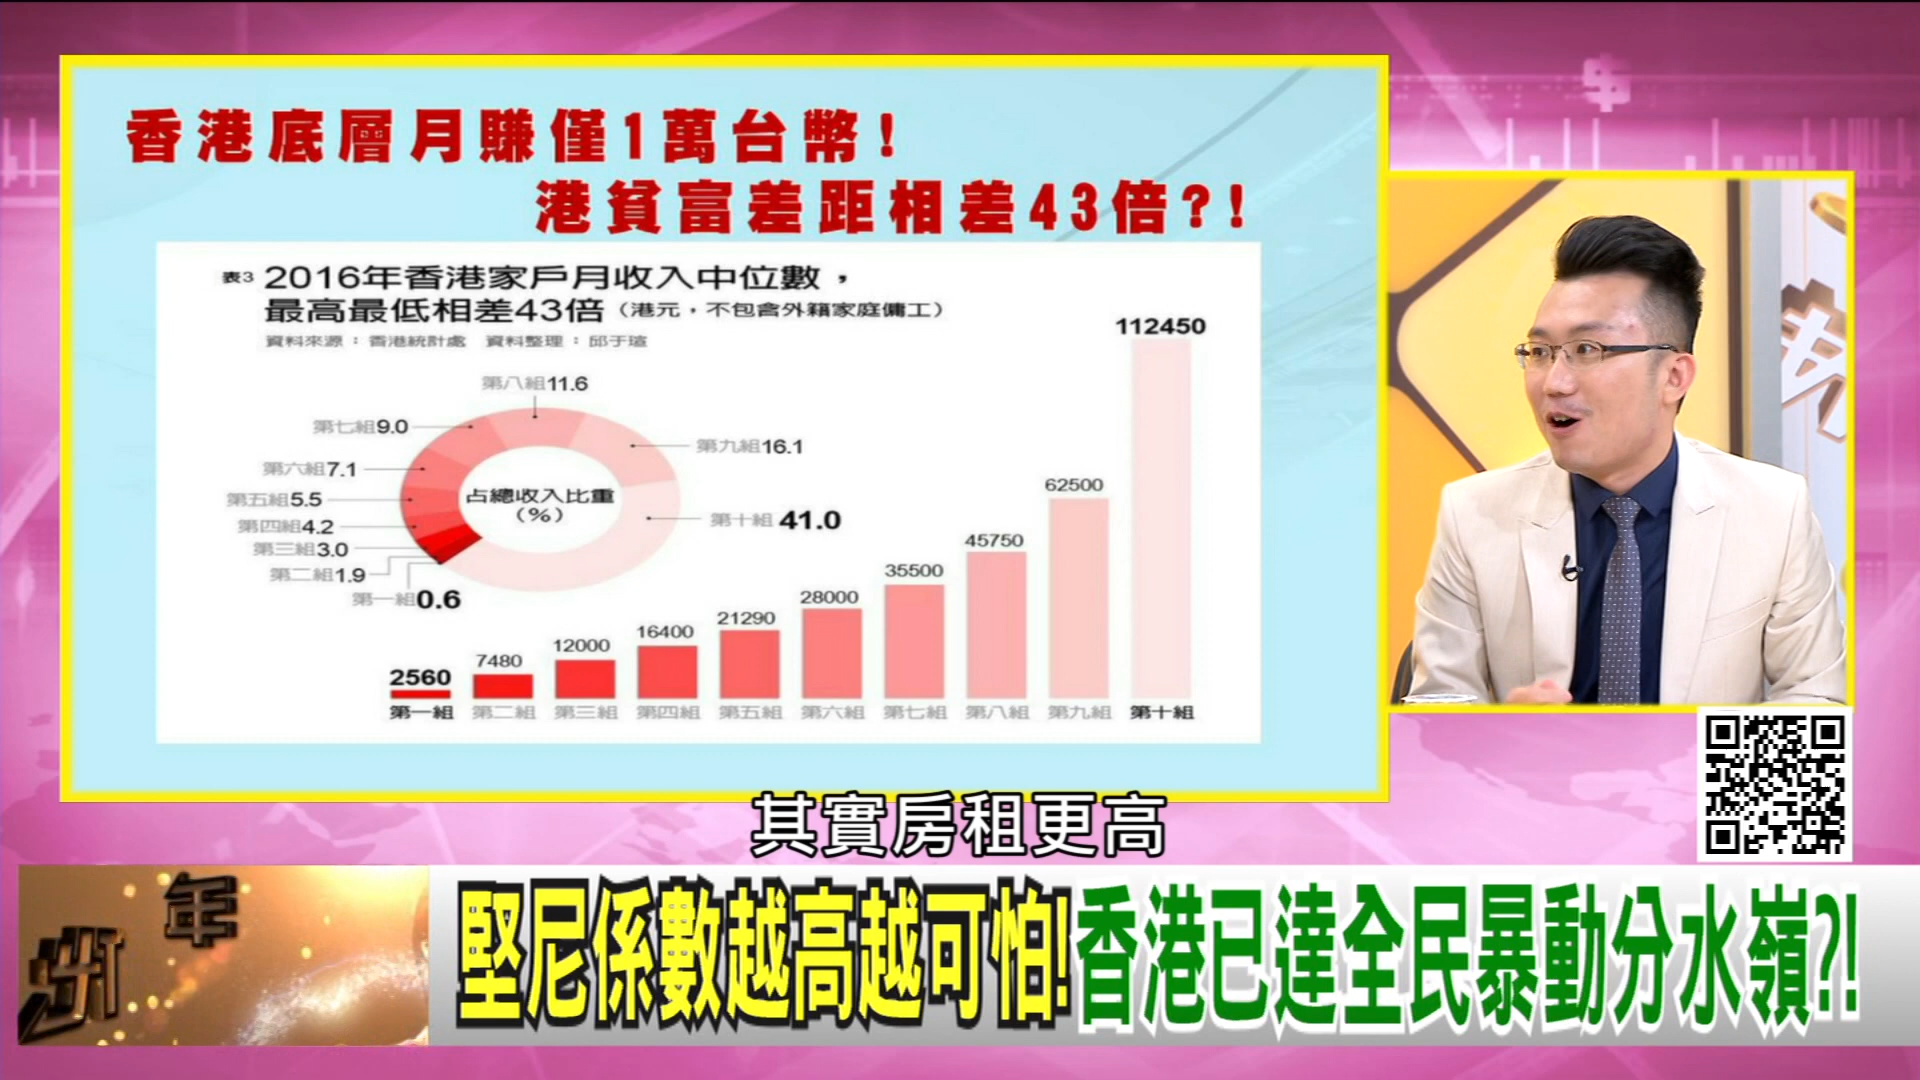 香港底層月賺僅1萬台幣！
港貧富差距相差43倍？！
表3 2016年香港家戶月收入中位數，
最高最低相差43倍（港元，不包含外籍家庭傭工）
資料來源：香港統計處 資料整理：邱于瑄
第八組11.6
第七組9.0
第九組16.1
第六組7.1
第五組5.5
第四組4.2
第三組3.0
第二組1.9
第一組0.6
第十組 41.0
占總收入比重
（%）
2560
7480
12000
16400
21290
28000
35500
45750
62500
112450
第一組 第二組 第三組 第四組 第五組 第六組 第七組 第八組 第九組 第十組
其實房租更高
年
堅尼係數越高越可怕！香港已達全民暴動分水嶺？！